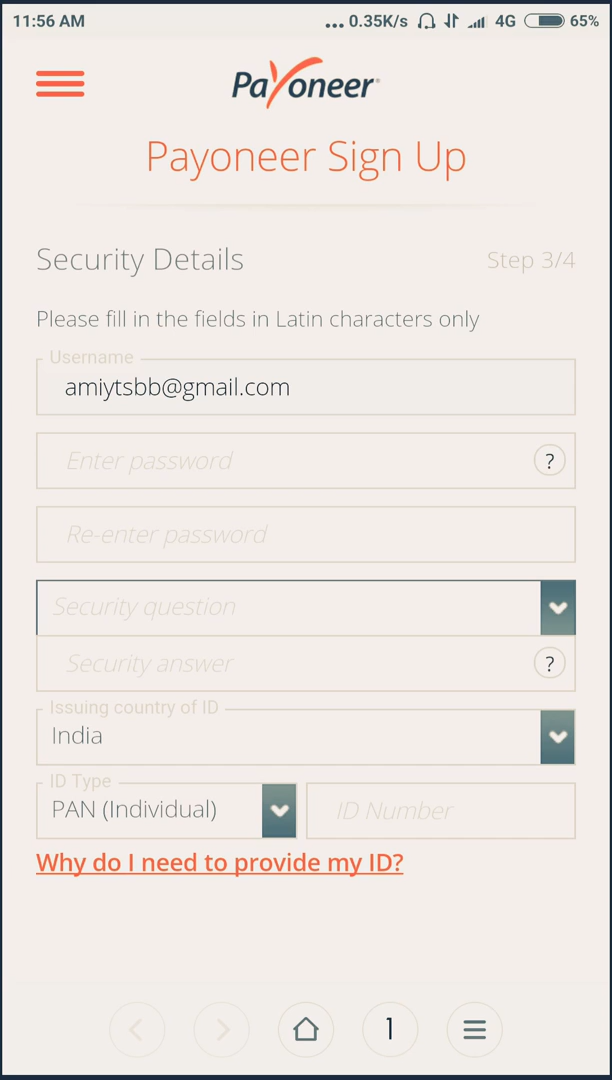 11:56 AM ... 0.35K/s 4G 65%
Payoneer
Payoneer Sign Up
Security Details Step 3/4
Please fill in the fields in Latin characters only
Username
amiytsbb@gmail.com
Enter password ?
Re-enter password
Security question
Security answer ?
Issuing country of ID
India
ID Type
PAN (Individual) ID Number
Why do I need to provide my ID?
1